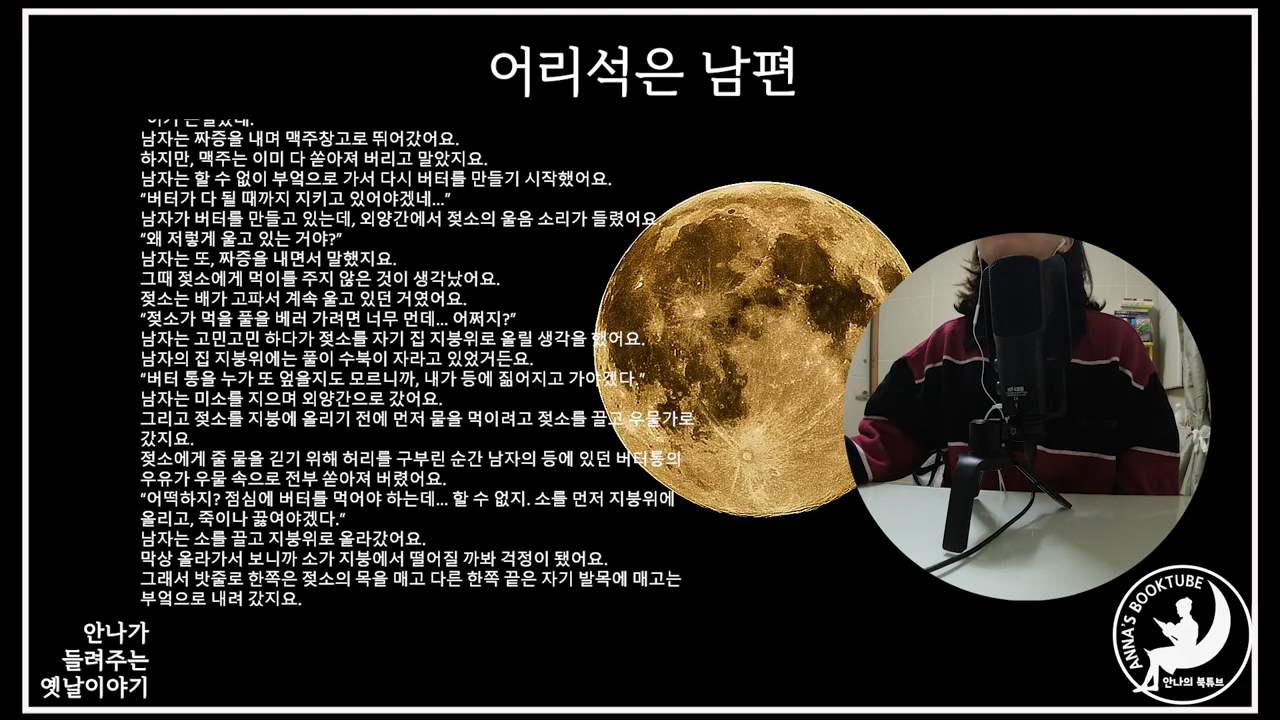 어리석은 남편
남자는 짜증을 내며 맥주창고로 뛰어갔어요.
하지만, 맥주는 이미 다 쏟아져 버리고 말았지요.
남자는 할 수 없이 부엌으로 가서 다시 버터를 만들기 시작했어요.
"버터가 다 될 때까지 지키고 있어야겠네..."
남자가 버터를 만들고 있는데, 외양간에서 젖소의 울음 소리가 들렸어요.
"왜 저렇게 울고 있는 거야?"
남자는 또, 짜증을 내면서 말했지요.
그때 젖소에게 먹이를 주지 않은 것이 생각났어요.
젖소는 배가 고파서 계속 울고 있던 거였어요.
"젖소가 먹을 풀을 베러 가려면 너무 먼데... 어쩌지?"
남자는 고민고민 하다가 젖소를 자기 집 지붕위로 올릴 생각을 했어요.
남자의 집 지붕위에는 풀이 수북이 자라고 있었거든요.
"버터 통을 누가 또 엎을지도 모르니까, 내가 등에 짊어지고 가야겠다."
남자는 미소를 지으며 외양간으로 갔어요.
그리고 젖소를 지붕에 올리기 전에 먼저 물을 먹이려고 젖소를 끌고 우물가로
갔지요.
젖소에게 줄 물을 긷기 위해 허리를 구부린 순간 남자의 등에 있던 버터통의
우유가 우물 속으로 전부 쏟아져 버렸어요.
"어떡하지? 점심에 버터를 먹어야 하는데... 할 수 없지. 소를 먼저 지붕위에
올리고, 죽이나 끓여야겠다."
남자는 소를 끌고 지붕위로 올라갔어요.
막상 올라가서 보니까 소가 지붕에서 떨어질 까봐 걱정이 됐어요.
그래서 밧줄로 한쪽은 젖소의 목을 매고 다른 한쪽 끝은 자기 발목에 매고는
부엌으로 내려 갔지요.
안나가
들려주는
옛날이야기
ANNA'S BOOKTUBE
안나의 북튜브